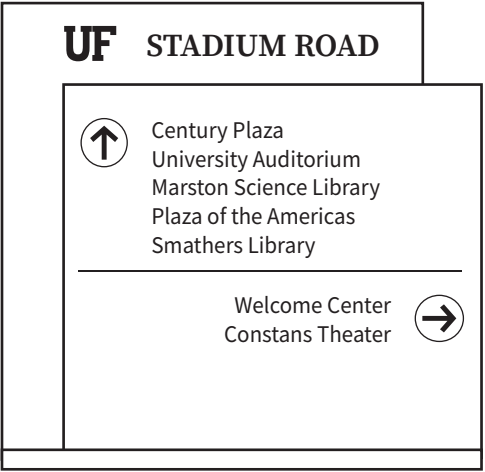 UF STADIUM ROAD
Century Plaza
University Auditorium
Marston Science Library
Plaza of the Americas
Smathers Library
Welcome Center
Constans Theater